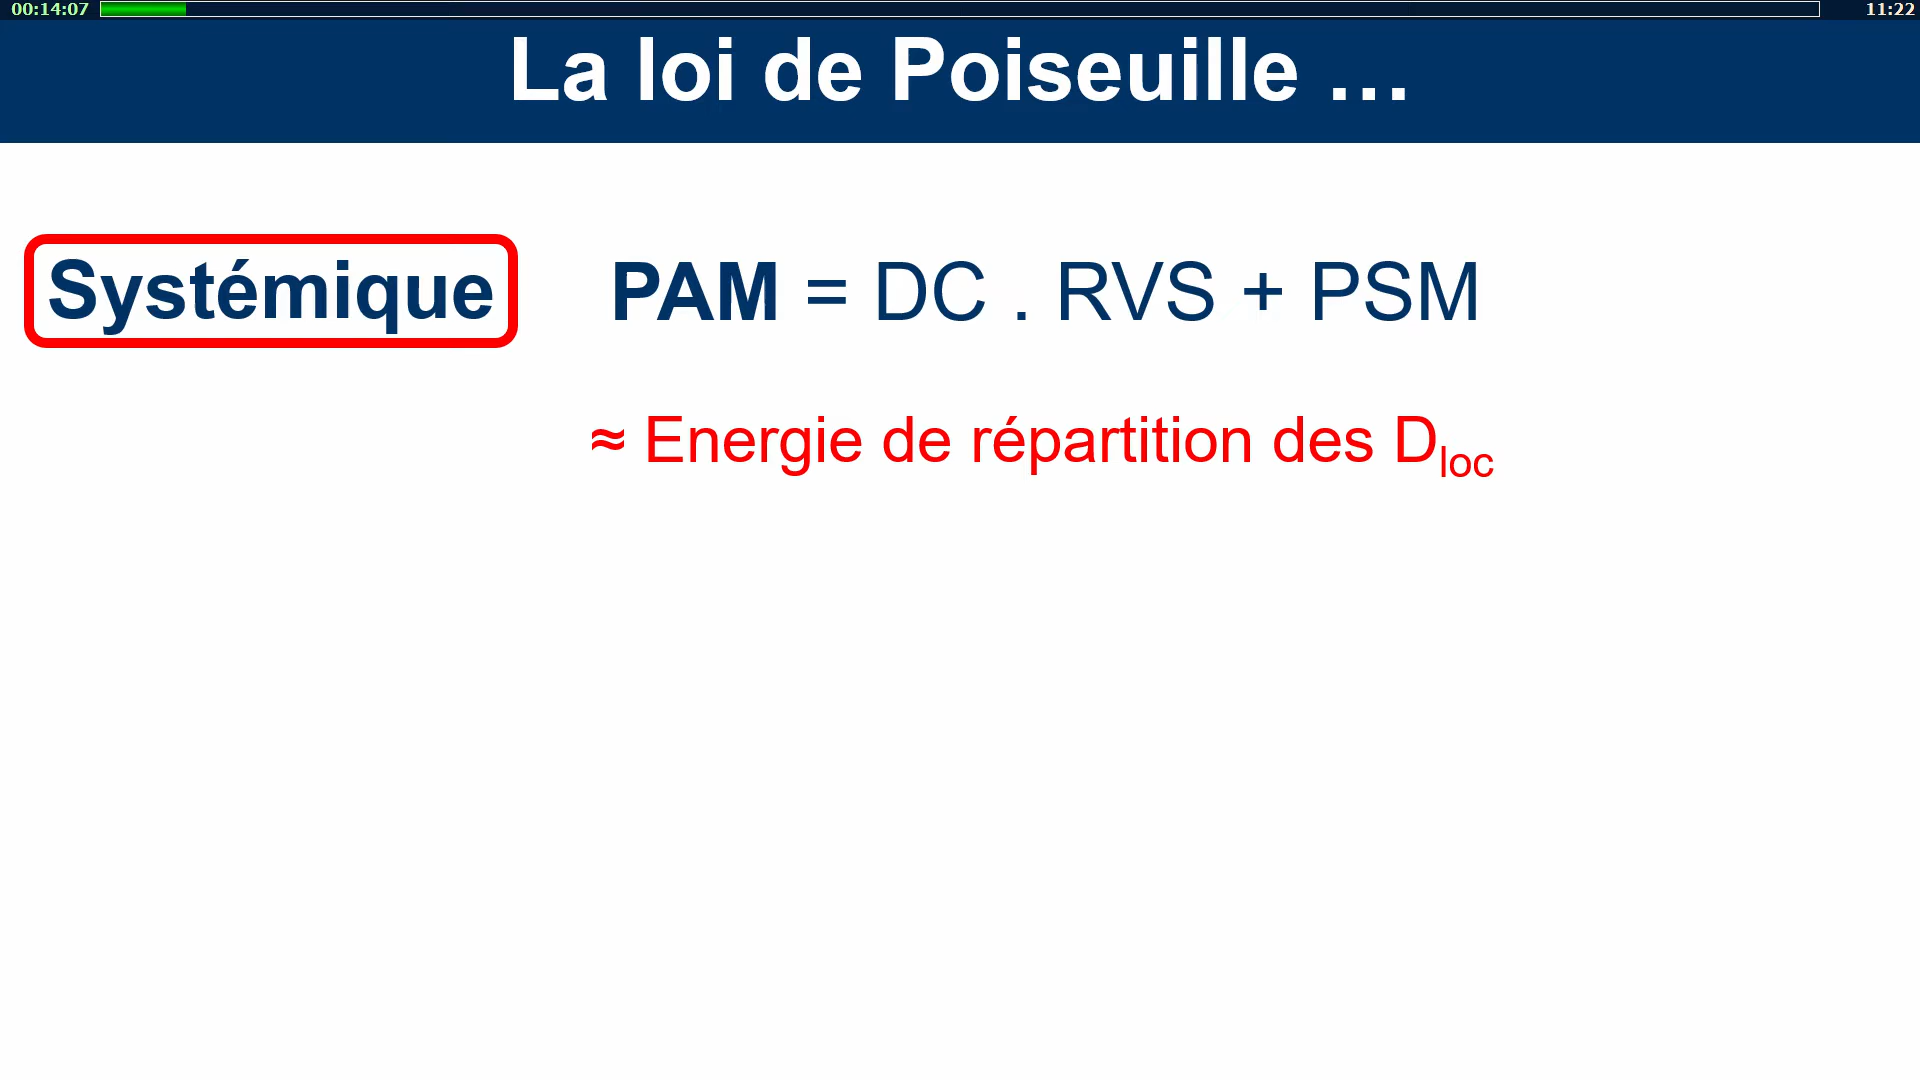 00:14:07 11:22
La loi de Poiseuille ...
Systémique PAM = DC . RVS + PSM
≈ Energie de répartition des Dloc